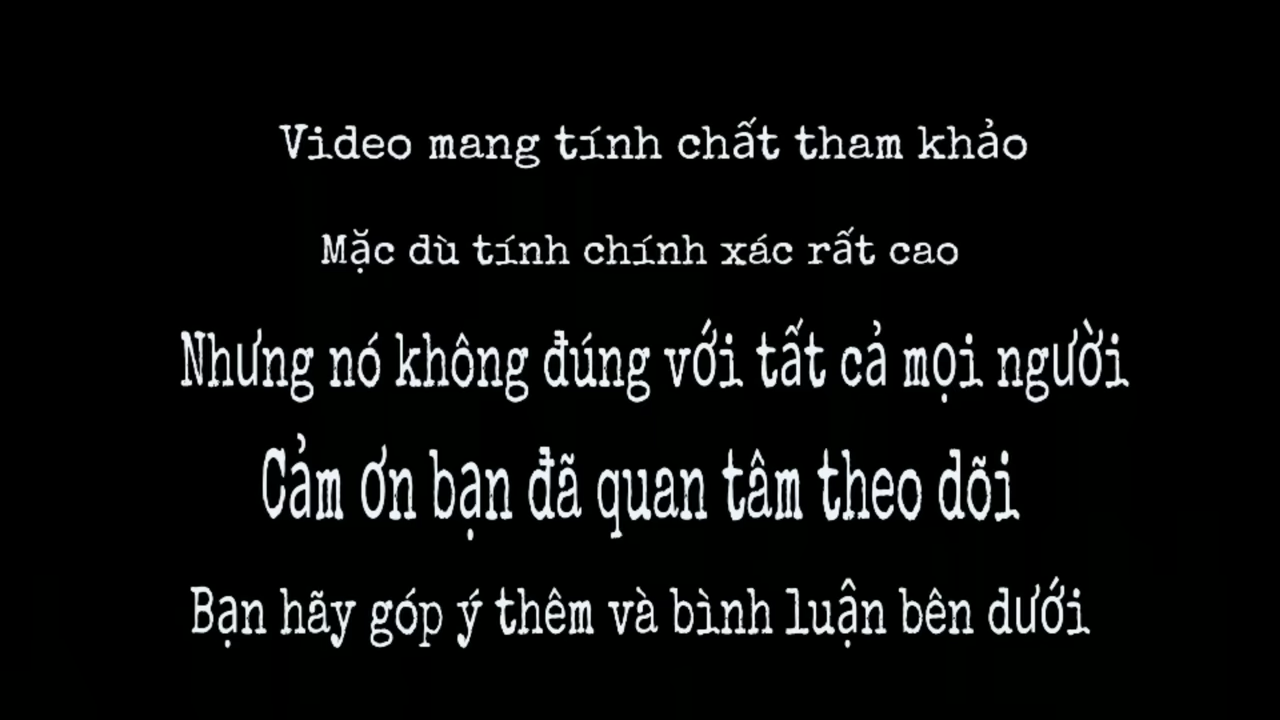 Video mang tính chất tham khảo
Mặc dù tính chính xác rất cao
Nhưng nó không đúng với tất cả mọi người
Cảm ơn bạn đã quan tâm theo dõi
Bạn hãy góp ý thêm và bình luận bên dưới